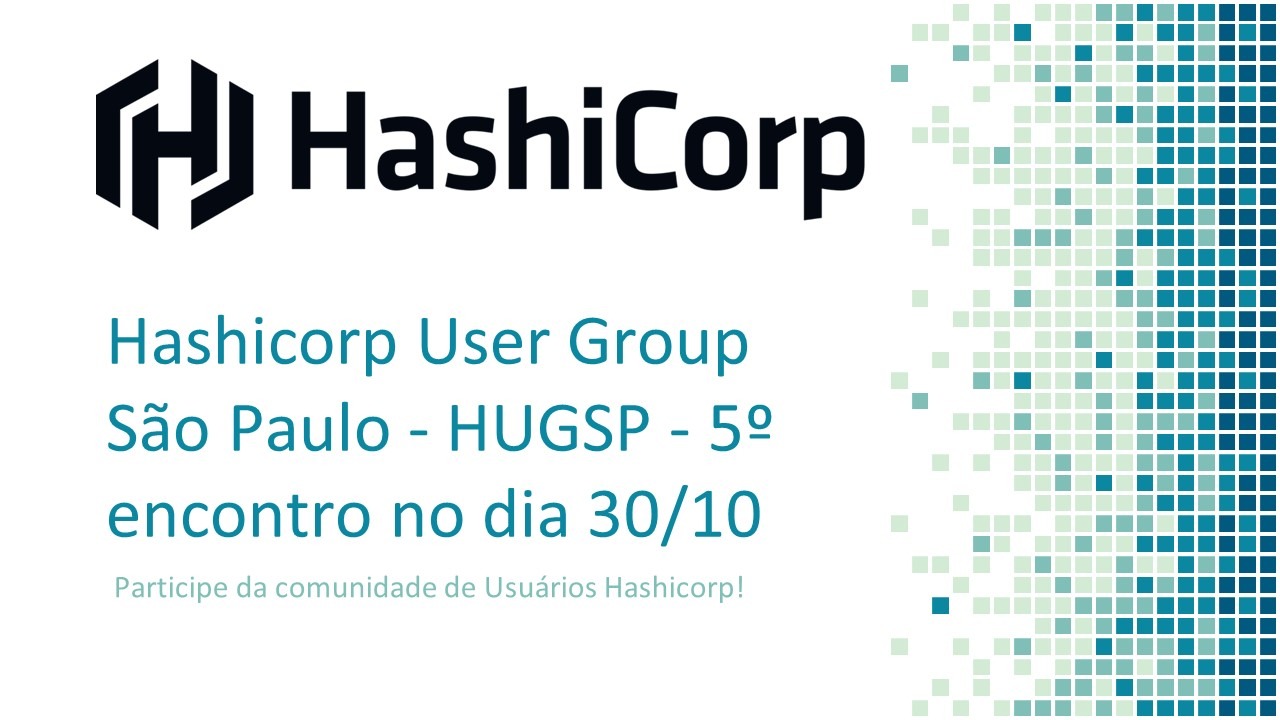 HashiCorp
Hashicorp User Group
São Paulo - HUGSP - 5º
encontro no dia 30/10
Participe da comunidade de Usuários Hashicorp!